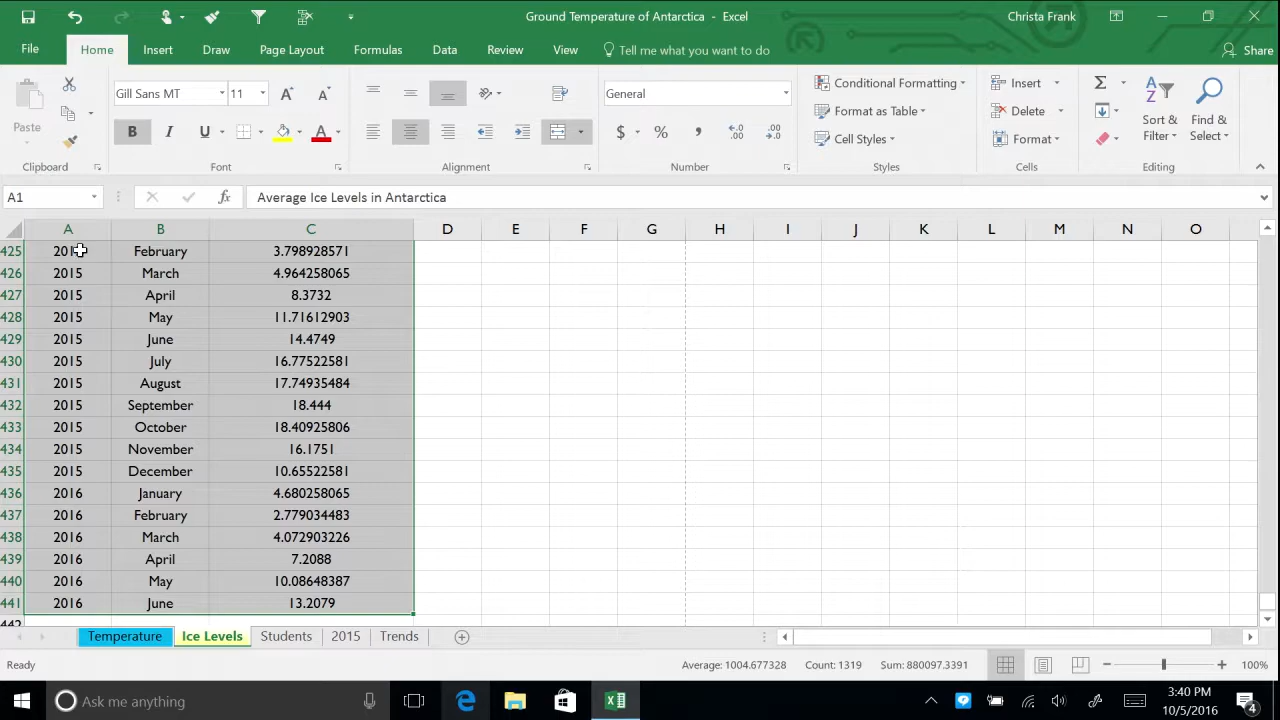 Ground Temperature of Antarctica - Excel
Christa Frank
File Home Insert Draw Page Layout Formulas Data Review View Tell me what you want to do Share
Paste
Gill Sans MT 11
B I U A
General
$ % ,
Conditional Formatting
Format as Table
Cell Styles
Insert
Delete
Format
Sort & Filter
Find & Select
Clipboard Font Alignment Number Styles Cells Editing
A1 fx Average Ice Levels in Antarctica
A B C D E F G H I J K L M N O
425 February 3.798928571
426 2015 March 4.964258065
427 2015 April 8.3732
428 2015 May 11.71612903
429 2015 June 14.4749
430 2015 July 16.77522581
431 2015 August 17.74935484
432 2015 September 18.444
433 2015 October 18.40925806
434 2015 November 16.1751
435 2015 December 10.65522581
436 2016 January 4.680258065
437 2016 February 2.779034483
438 2016 March 4.072903226
439 2016 April 7.2088
440 2016 May 10.08648387
441 2016 June 13.2079
Temperature Ice Levels Students 2015 Trends
Ready Average: 1004.677328 Count: 1319 Sum: 880097.3391 100%
Ask me anything
3:40 PM
10/5/2016
4